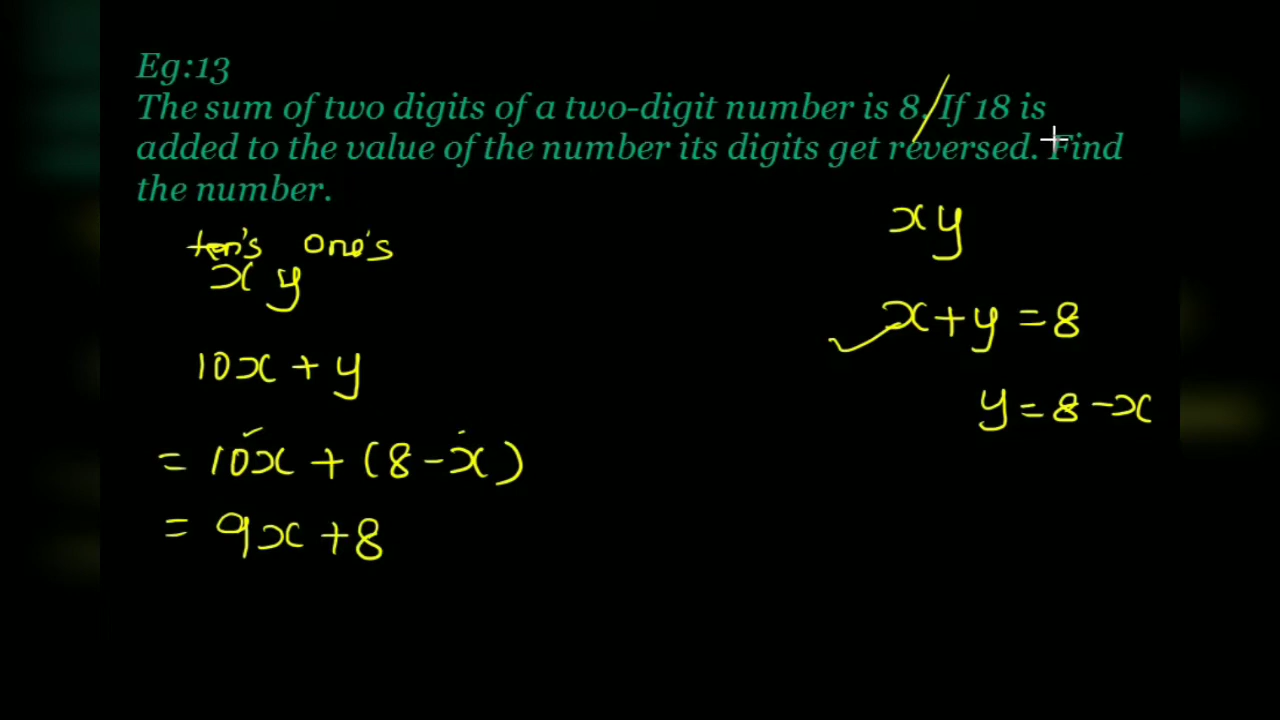 Eg:13
The sum of two digits of a two-digit number is 8. If 18 is
added to the value of the number its digits get reversed. Find
the number.
ten's one's
x y
10x + y
= 10x + (8 - x)
= 9x + 8
x y
x + y = 8
y = 8 - x